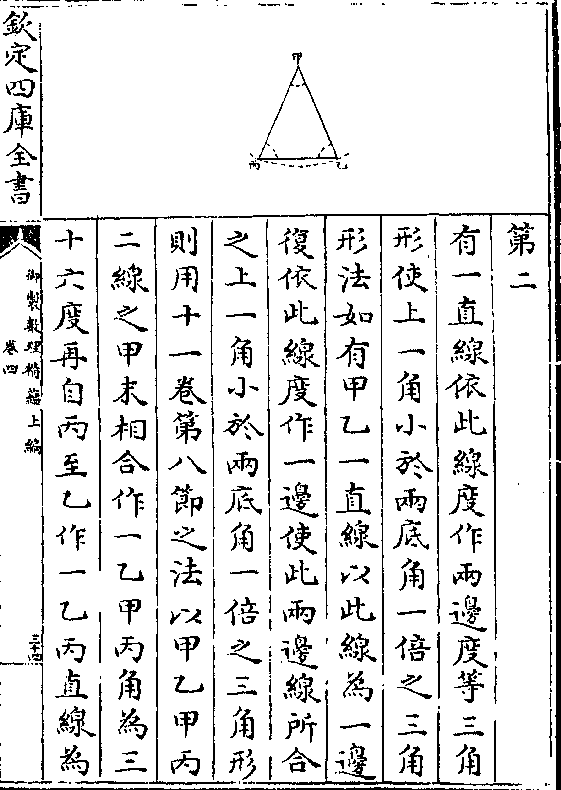 第二
有一直線依此線度作兩邊度等三角
形使上一角小於兩底角一倍之三角
形法如有甲乙一直線以此線為一邊
復依此線度作一邊使此兩邊線所合
之上一角小於兩底角一倍之三角形
則用十一卷第八節之法以甲乙甲丙
二線之甲末相合作一乙甲丙角為三
十六度再自丙至乙作一乙丙直線為
欽定四庫全書
御製數理精蘊上編
卷四
三十四
甲
丙
乙